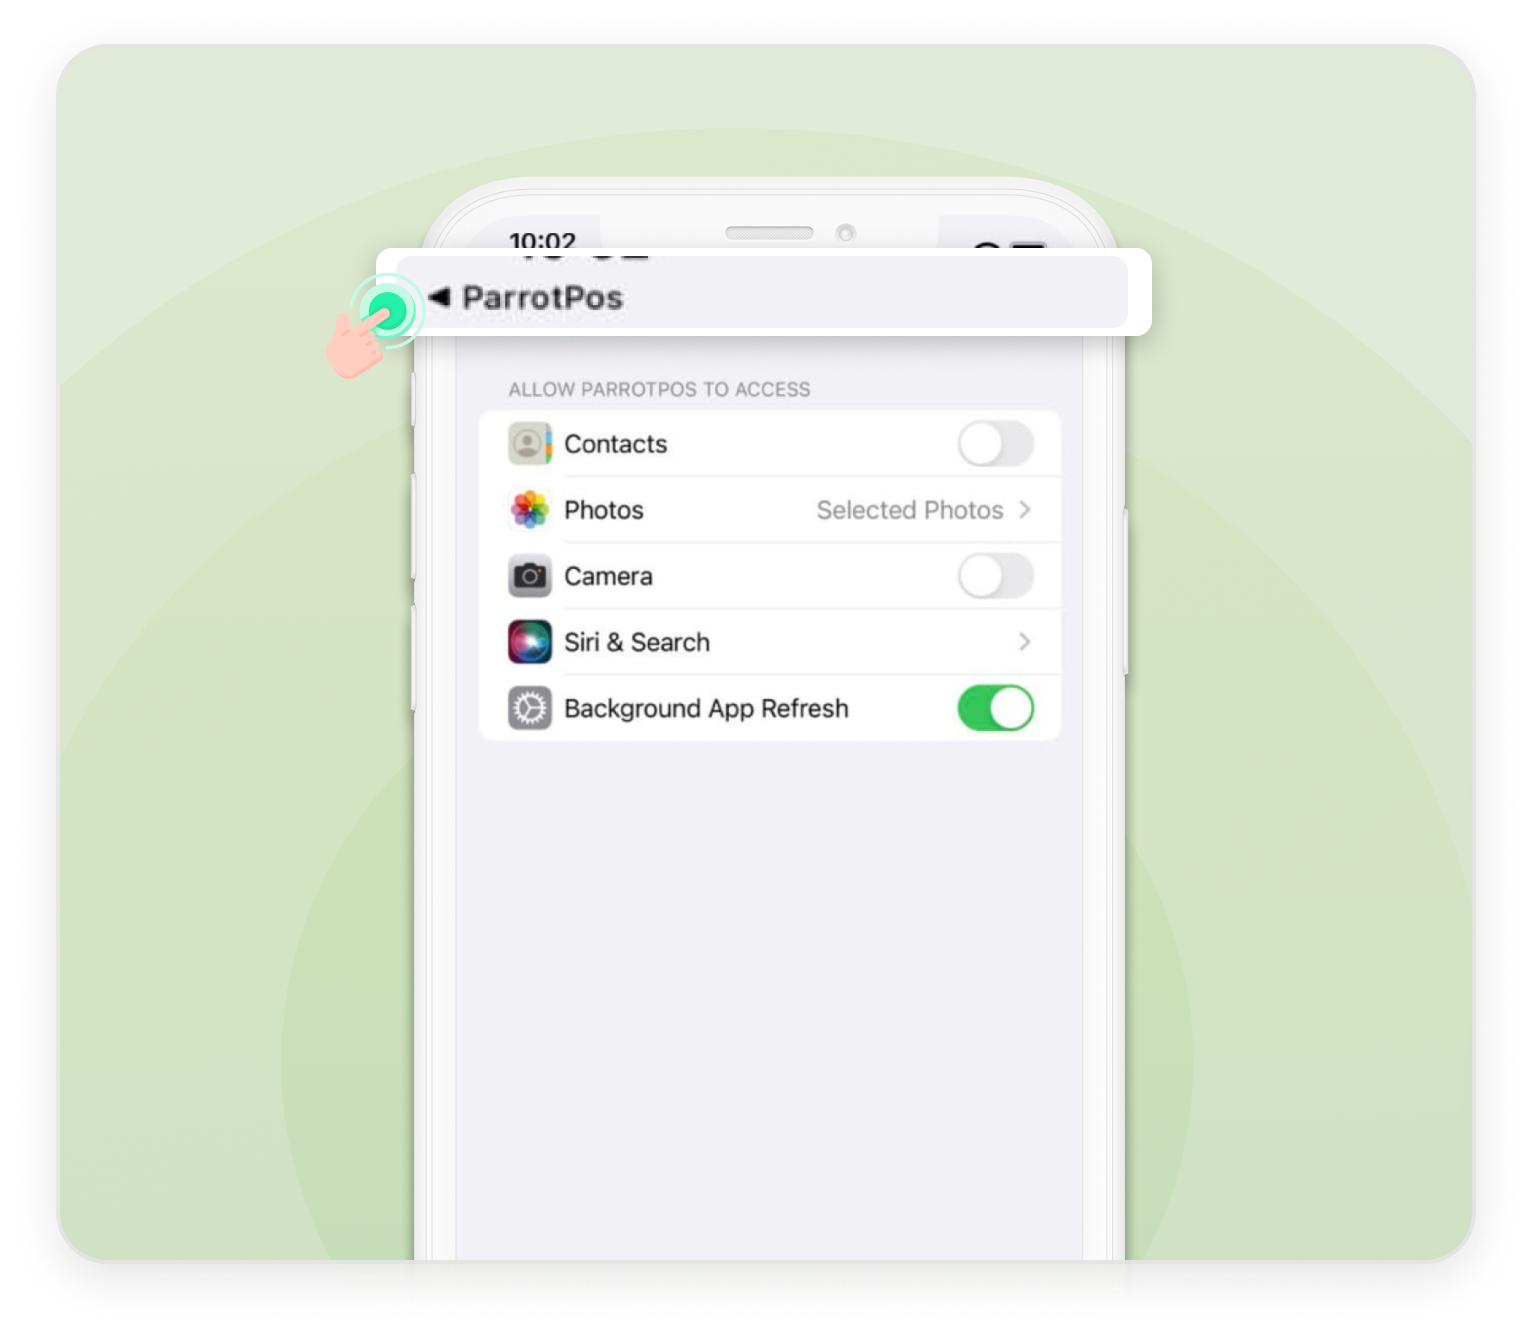 10:02
◀ ParrotPos
ALLOW PARROTPOS TO ACCESS
Contacts
Photos Selected Photos
Camera
Siri & Search
Background App Refresh